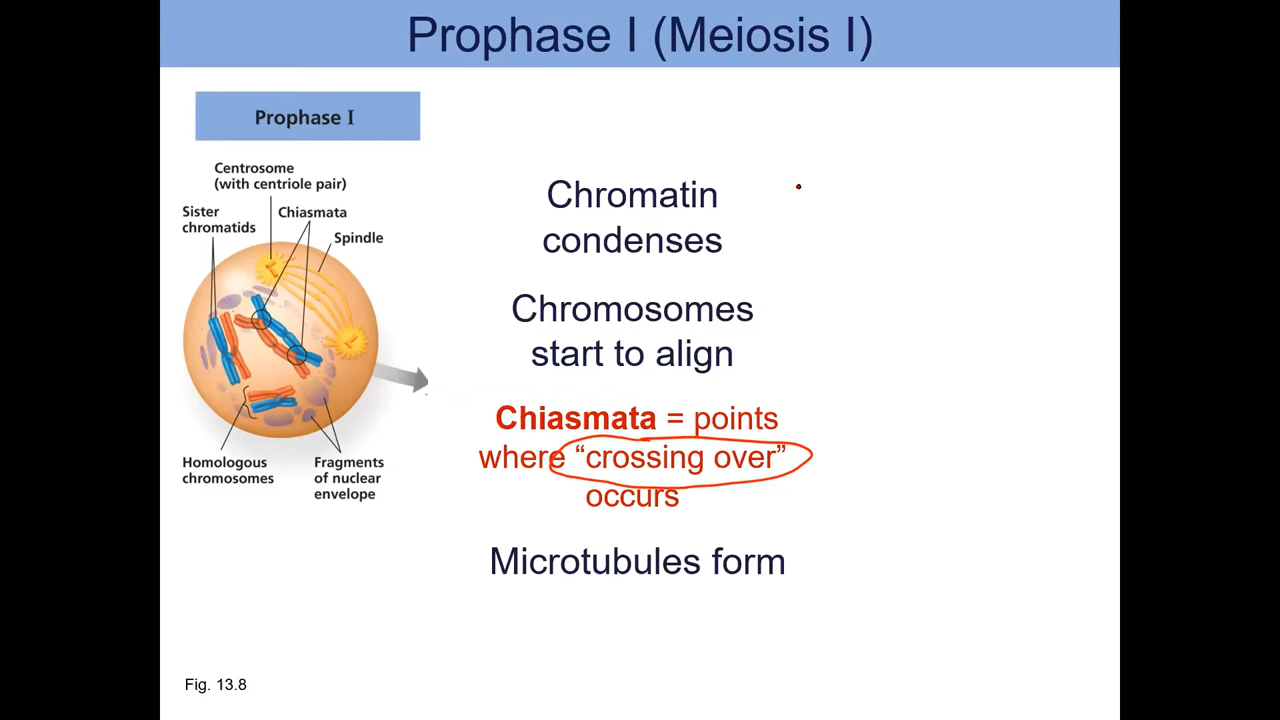 Prophase I (Meiosis I)
Prophase I
Centrosome
(with centriole pair)
Sister
chromatids
Chiasmata
Spindle
Homologous
chromosomes
Fragments
of nuclear
envelope
Chromatin
condenses
Chromosomes
start to align
Chiasmata = points
where “crossing over”
occurs
Microtubules form
Fig. 13.8